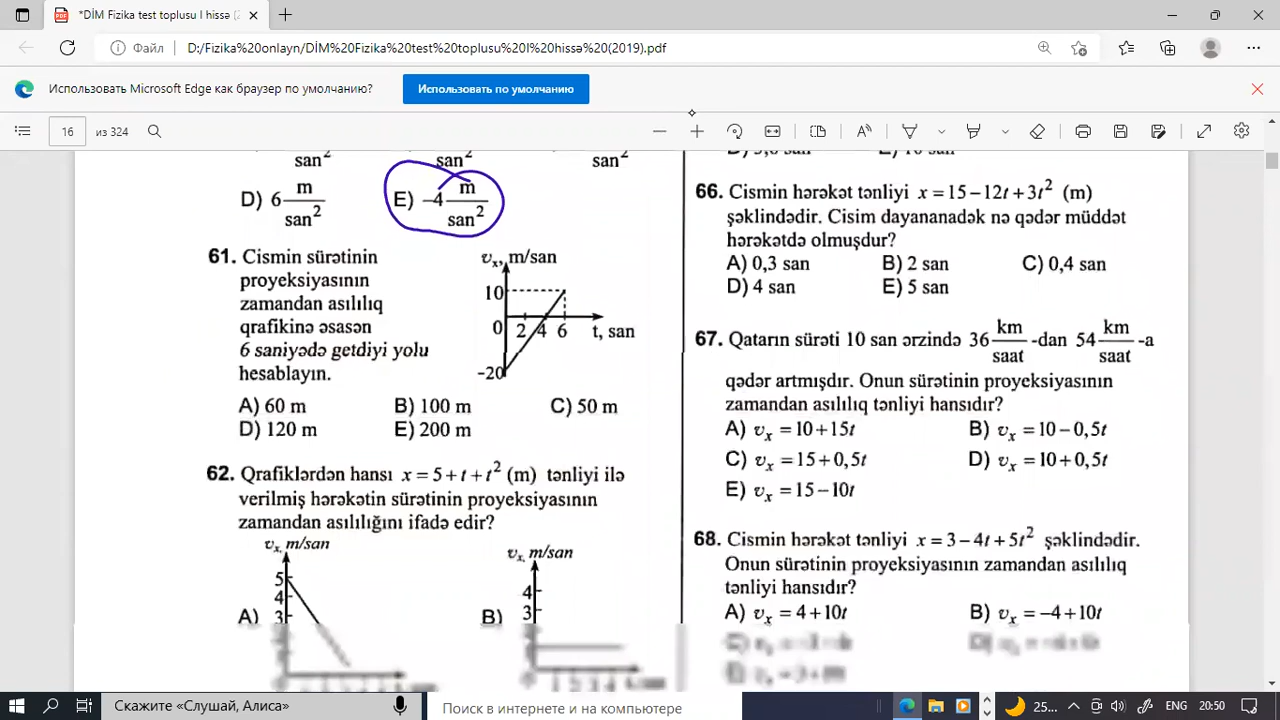 *DİM Fizika test toplusu I hissə (
Файл
D:/Fizika%20onlayn/DİM%20Fizika%20test%20toplusu%20I%20hissə%20(2019).pdf
Использовать Microsoft Edge как браузер по умолчанию?
Использовать по умолчанию
16 из 324
san² san² san²
D) 6 m/san² E) –4 m/san²
61. Cismin sürətinin
proyeksiyasının
zamandan asılılıq
qrafikinə əsasən
6 saniyədə getdiyi yolu
hesablayın.
vₓ, m/san
10
0 2 4 6 t, san
-20
A) 60 m B) 100 m C) 50 m
D) 120 m E) 200 m
62. Qrafiklərdən hansı x = 5 + t + t² (m) tənliyi ilə
verilmiş hərəkətin sürətinin proyeksiyasının
zamandan asılılığını ifadə edir?
vₓ, m/san vₓ, m/san
5
4 4
A) 3 B) 3
66. Cismin hərəkət tənliyi x = 15 – 12t + 3t² (m)
şəklindədir. Cisim dayananadək nə qədər müddət
hərəkətdə olmuşdur?
A) 0,3 san B) 2 san C) 0,4 san
D) 4 san E) 5 san
67. Qatarın sürəti 10 san ərzində 36 km/saat -dan 54 km/saat -a
qədər artmışdır. Onun sürətinin proyeksiyasının
zamandan asılılıq tənliyi hansıdır?
A) vₓ = 10 + 15t B) vₓ = 10 – 0,5t
C) vₓ = 15 + 0,5t D) vₓ = 10 + 0,5t
E) vₓ = 15 – 10t
68. Cismin hərəkət tənliyi x = 3 – 4t + 5t² şəklindədir.
Onun sürətinin proyeksiyasının zamandan asılılıq
tənliyi hansıdır?
A) vₓ = 4 + 10t B) vₓ = –4 + 10t
Скажите «Слушай, Алиса»
Поиск в интернете и на компьютере
25...
ENG
20:50